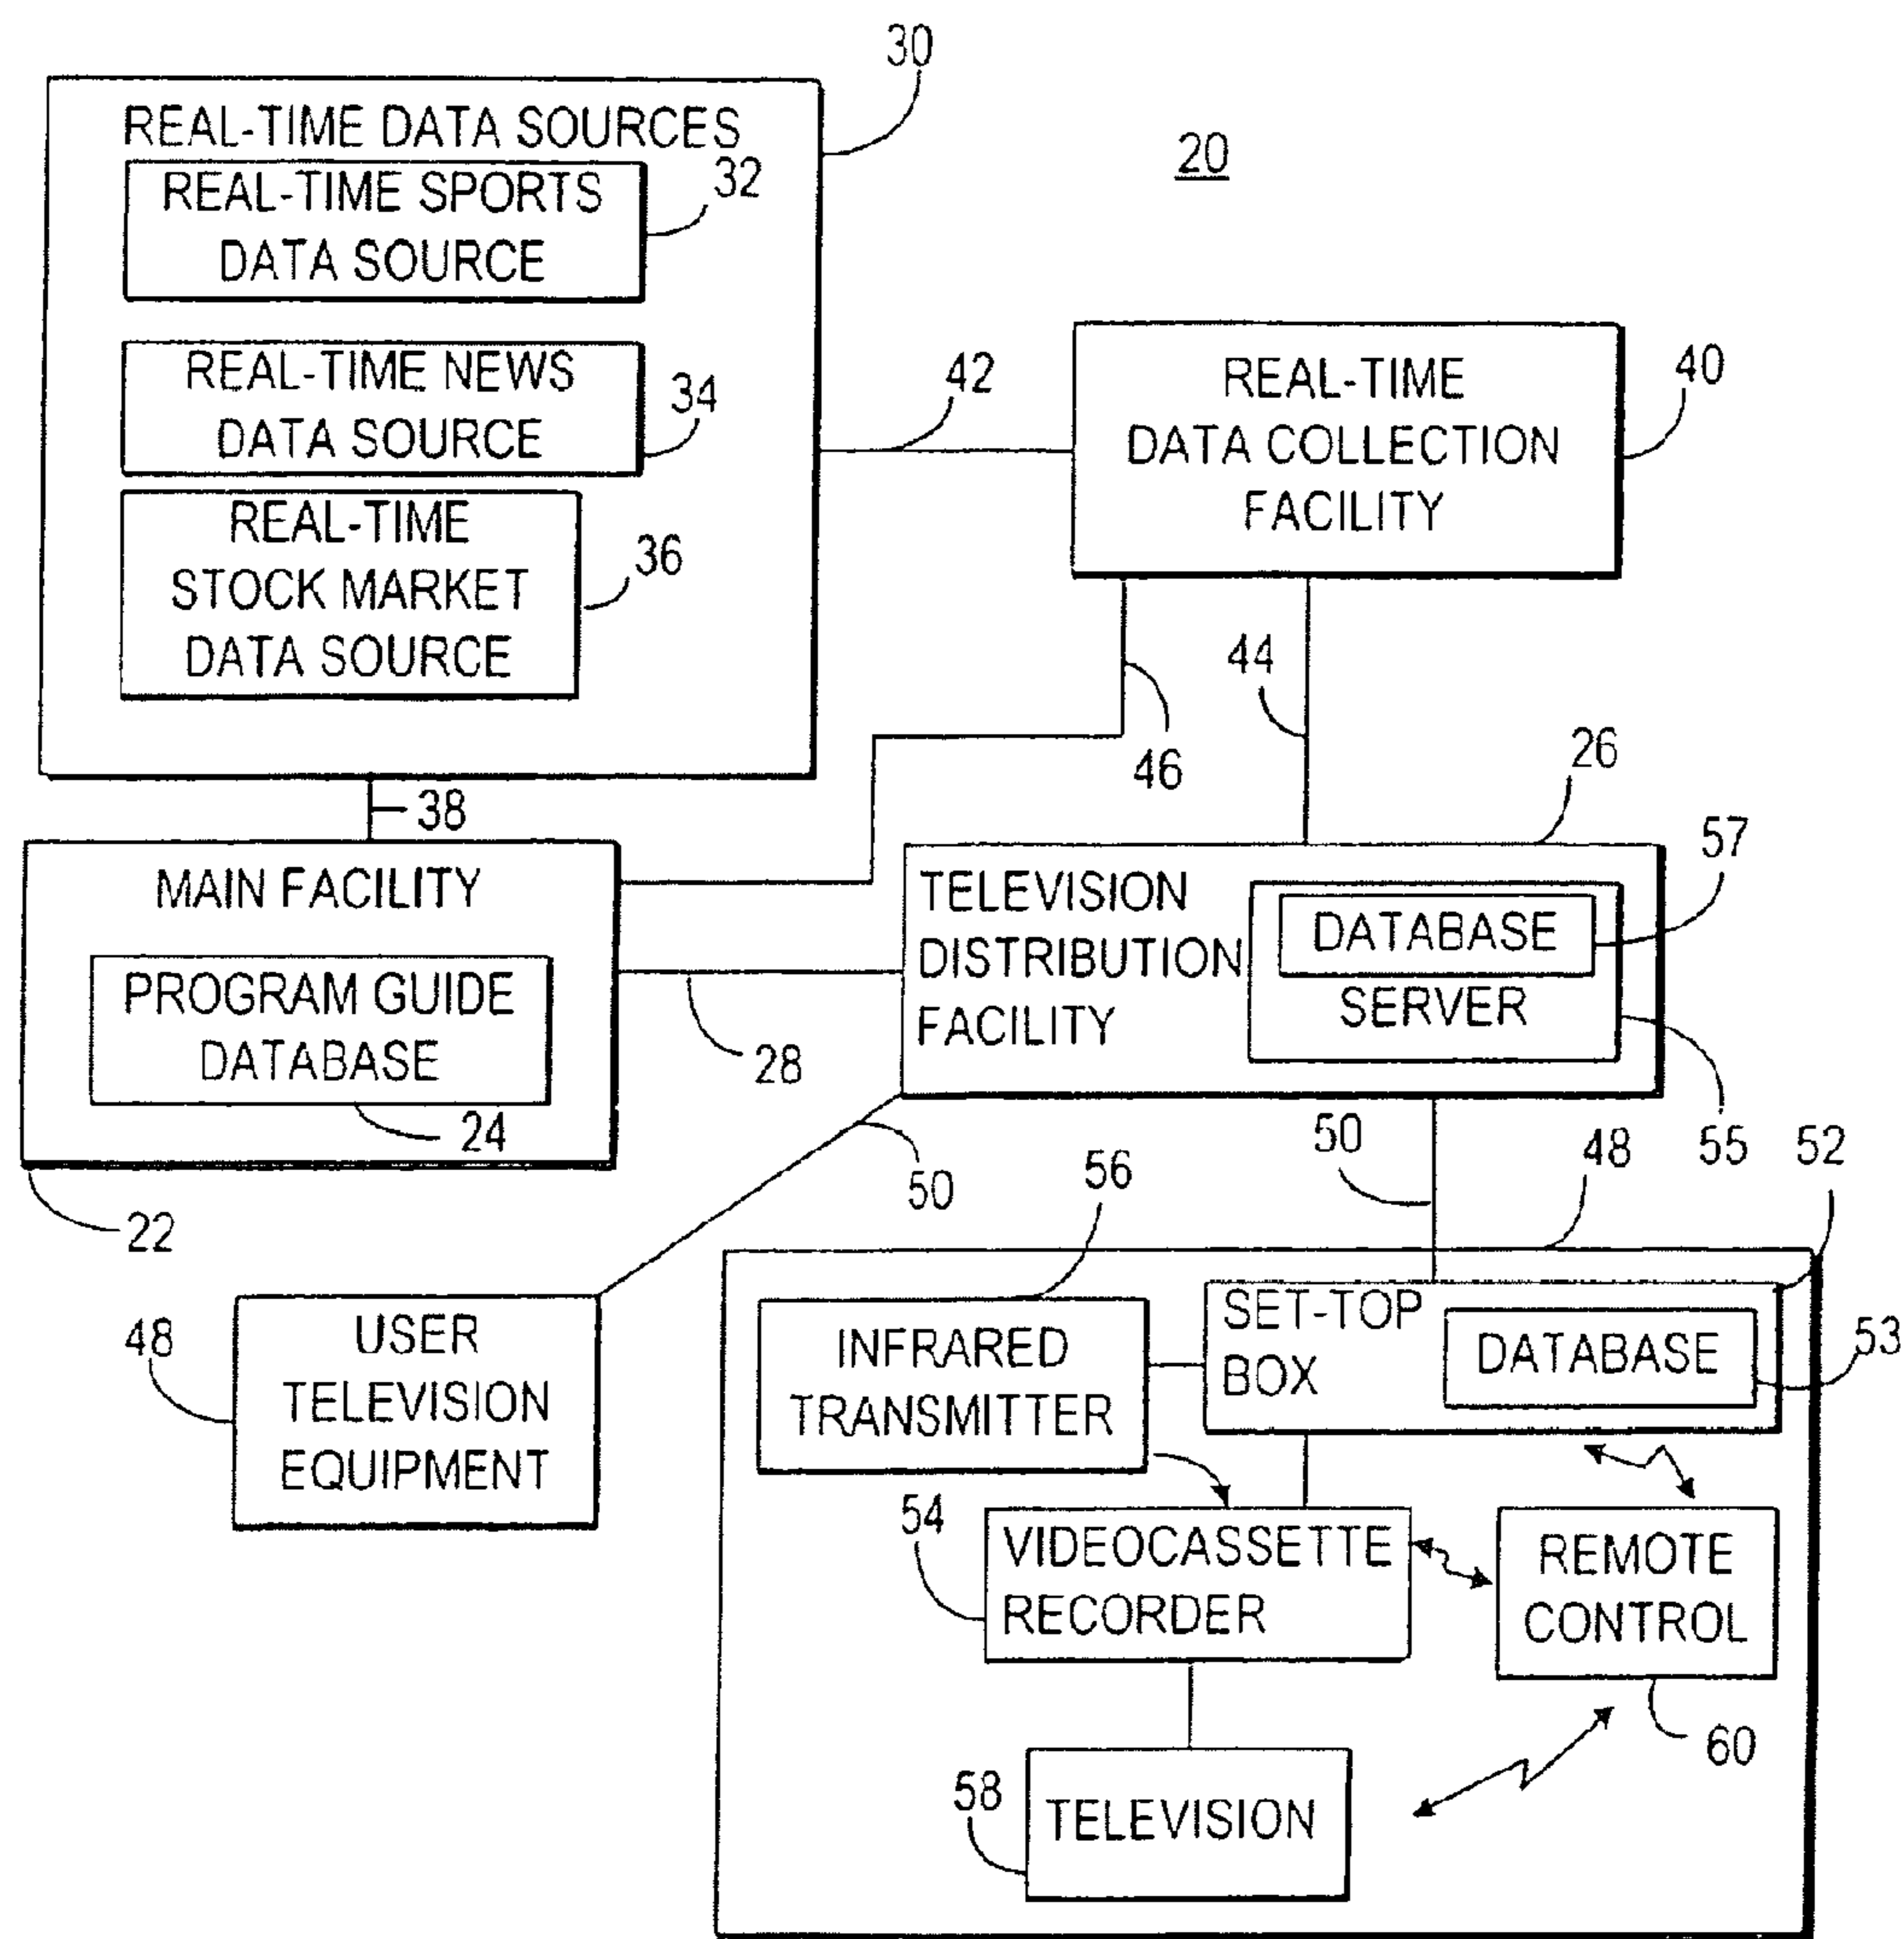 30
REAL-TIME DATA SOURCES
20
REAL-TIME SPORTS
DATA SOURCE
32
REAL-TIME NEWS
DATA SOURCE
34
REAL-TIME
STOCK MARKET
DATA SOURCE
36
42
REAL-TIME
DATA COLLECTION
FACILITY
40
44
46
38
26
57
MAIN FACILITY
PROGRAM GUIDE
DATABASE
24
22
28
TELEVISION
DISTRIBUTION
FACILITY
DATABASE
SERVER
55
52
50
50
48
56
USER
TELEVISION
EQUIPMENT
48
INFRARED
TRANSMITTER
SET-TOP
BOX
DATABASE
53
54
VIDEOCASSETTE
RECORDER
REMOTE
CONTROL
60
58
TELEVISION